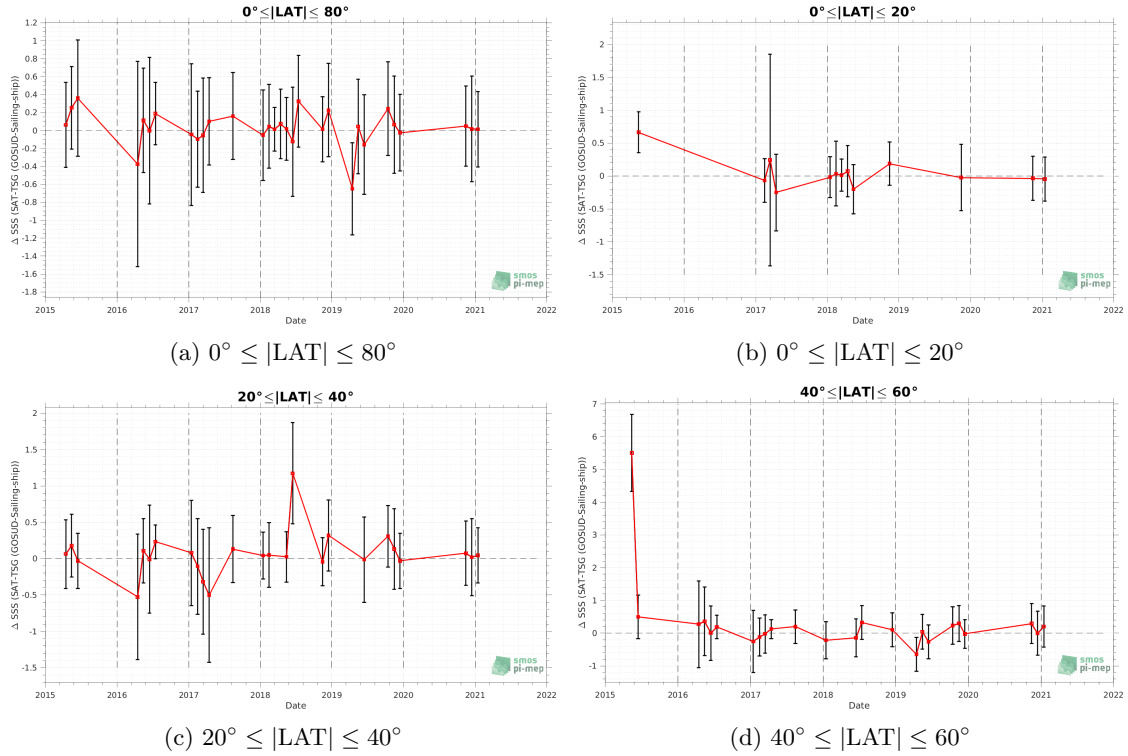 0°≤|LAT|≤ 80°
Δ SSS (SAT-TSG (GOSUD-Sailing-ship))
1.2
1
0.8
0.6
0.4
0.2
0
-0.2
-0.4
-0.6
-0.8
-1
-1.2
-1.4
-1.6
-1.8
2015 2016 2017 2018 2019 2020 2021 2022
Date
smos
pi-mep
(a) 0° ≤ |LAT| ≤ 80°
0°≤|LAT|≤ 20°
Δ SSS (SAT-TSG (GOSUD-Sailing-ship))
2
1.5
1
0.5
0
-0.5
-1
-1.5
2015 2016 2017 2018 2019 2020 2021 2022
Date
smos
pi-mep
(b) 0° ≤ |LAT| ≤ 20°
20°≤|LAT|≤ 40°
Δ SSS (SAT-TSG (GOSUD-Sailing-ship))
2
1.5
1
0.5
0
-0.5
-1
-1.5
2015 2016 2017 2018 2019 2020 2021 2022
Date
smos
pi-mep
(c) 20° ≤ |LAT| ≤ 40°
40°≤|LAT|≤ 60°
Δ SSS (SAT-TSG (GOSUD-Sailing-ship))
7
6
5
4
3
2
1
0
-1
2015 2016 2017 2018 2019 2020 2021 2022
Date
smos
pi-mep
(d) 40° ≤ |LAT| ≤ 60°